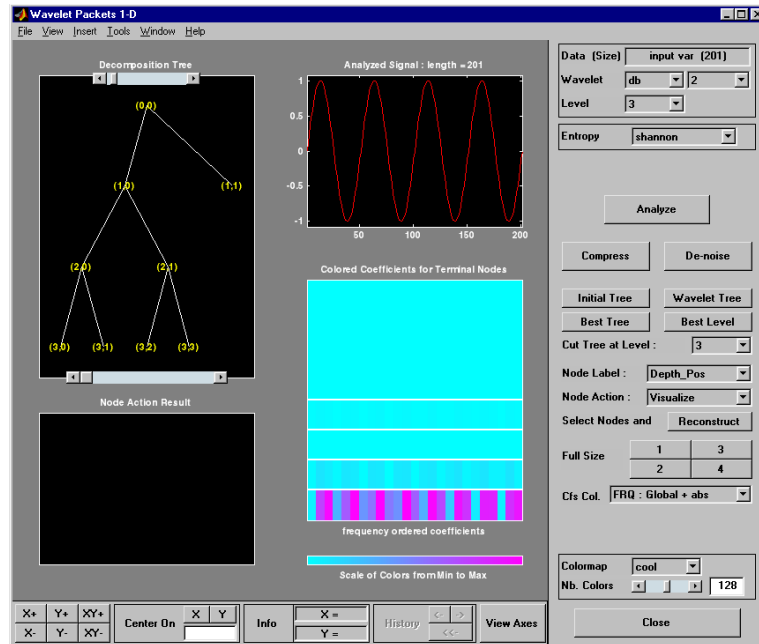 Wavelet Packets 1-D
File View Insert Tools Window Help
Decomposition Tree
(0,0)
(1,0) (1,1)
(2,0) (2,1)
(3,0) (3,1) (3,2) (3,3)
Node Action Result
Analyzed Signal : length = 201
1
0.5
0
-0.5
-1
50 100 150 200
Colored Coefficients for Terminal Nodes
frequency ordered coefficients
Scale of Colors from Min to Max
Data (Size) input var (201)
Wavelet db 2
Level 3
Entropy shannon
Analyze
Compress De-noise
Initial Tree Wavelet Tree
Best Tree Best Level
Cut Tree at Level : 3
Node Label : Depth_Pos
Node Action : Visualize
Select Nodes and Reconstruct
Full Size 1 3
2 4
Cfs Col. FRQ : Global + abs
Colormap cool
Nb. Colors 128
Close
X+ Y+ XY+
X- Y- XY-
Center On X Y
Info X =
Y =
History <- ->
<<-
View Axes